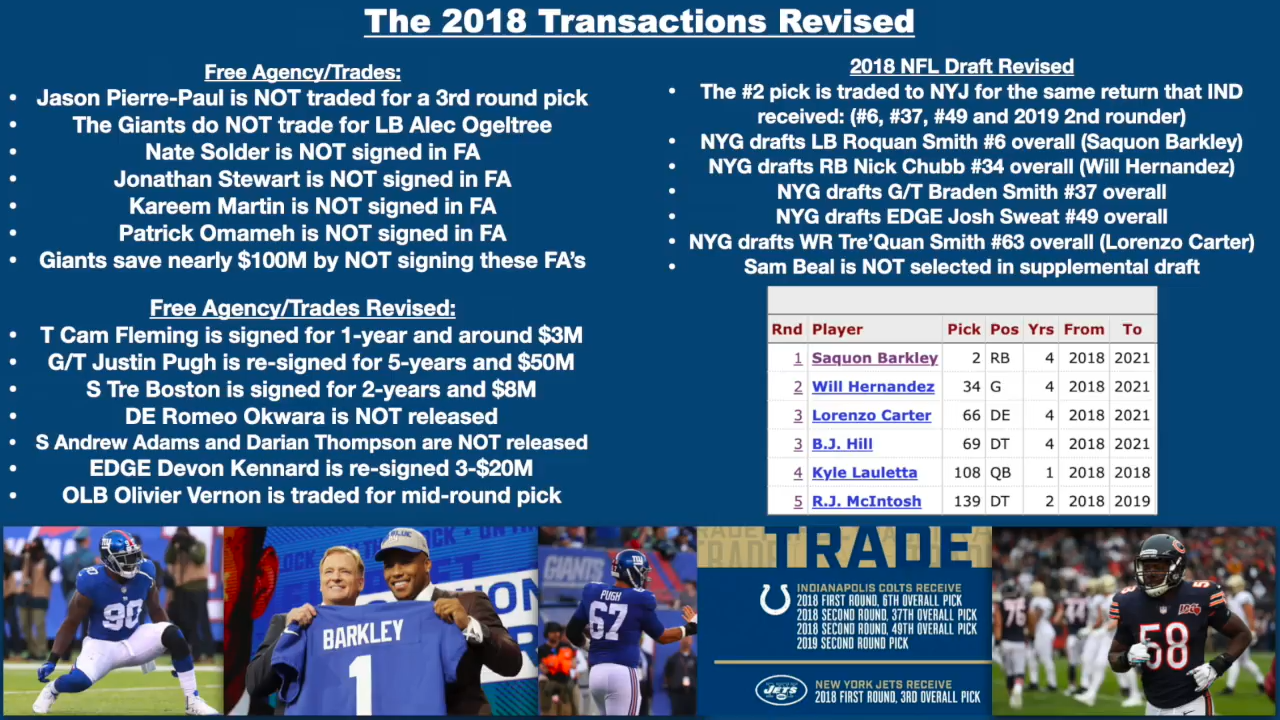 The 2018 Transactions Revised
Free Agency/Trades:
• Jason Pierre-Paul is NOT traded for a 3rd round pick
• The Giants do NOT trade for LB Alec Ogeltree
• Nate Solder is NOT signed in FA
• Jonathan Stewart is NOT signed in FA
• Kareem Martin is NOT signed in FA
• Patrick Omameh is NOT signed in FA
• Giants save nearly $100M by NOT signing these FA's
Free Agency/Trades Revised:
• T Cam Fleming is signed for 1-year and around $3M
• G/T Justin Pugh is re-signed for 5-years and $50M
• S Tre Boston is signed for 2-years and $8M
• DE Romeo Okwara is NOT released
• S Andrew Adams and Darian Thompson are NOT released
• EDGE Devon Kennard is re-signed 3-$20M
• OLB Olivier Vernon is traded for mid-round pick
2018 NFL Draft Revised
• The #2 pick is traded to NYJ for the same return that IND
received: (#6, #37, #49 and 2019 2nd rounder)
• NYG drafts LB Roquan Smith #6 overall (Saquon Barkley)
• NYG drafts RB Nick Chubb #34 overall (Will Hernandez)
• NYG drafts G/T Braden Smith #37 overall
• NYG drafts EDGE Josh Sweat #49 overall
• NYG drafts WR Tre'Quan Smith #63 overall (Lorenzo Carter)
• Sam Beal is NOT selected in supplemental draft
Rnd Player Pick Pos Yrs From To
1 Saquon Barkley 2 RB 4 2018 2021
2 Will Hernandez 34 G 4 2018 2021
3 Lorenzo Carter 66 DE 4 2018 2021
3 B.J. Hill 69 DT 4 2018 2021
4 Kyle Lauletta 108 QB 1 2018 2018
5 R.J. McIntosh 139 DT 2 2018 2019
90
BARKLEY
1
GIANTS
PUGH
67
TRADE
INDIANAPOLIS COLTS RECEIVE
2018 FIRST ROUND, 6TH OVERALL PICK
2018 SECOND ROUND, 37TH OVERALL PICK
2018 SECOND ROUND, 49TH OVERALL PICK
2019 SECOND ROUND PICK
JETS
NEW YORK JETS RECEIVE
2018 FIRST ROUND, 3RD OVERALL PICK
76
58